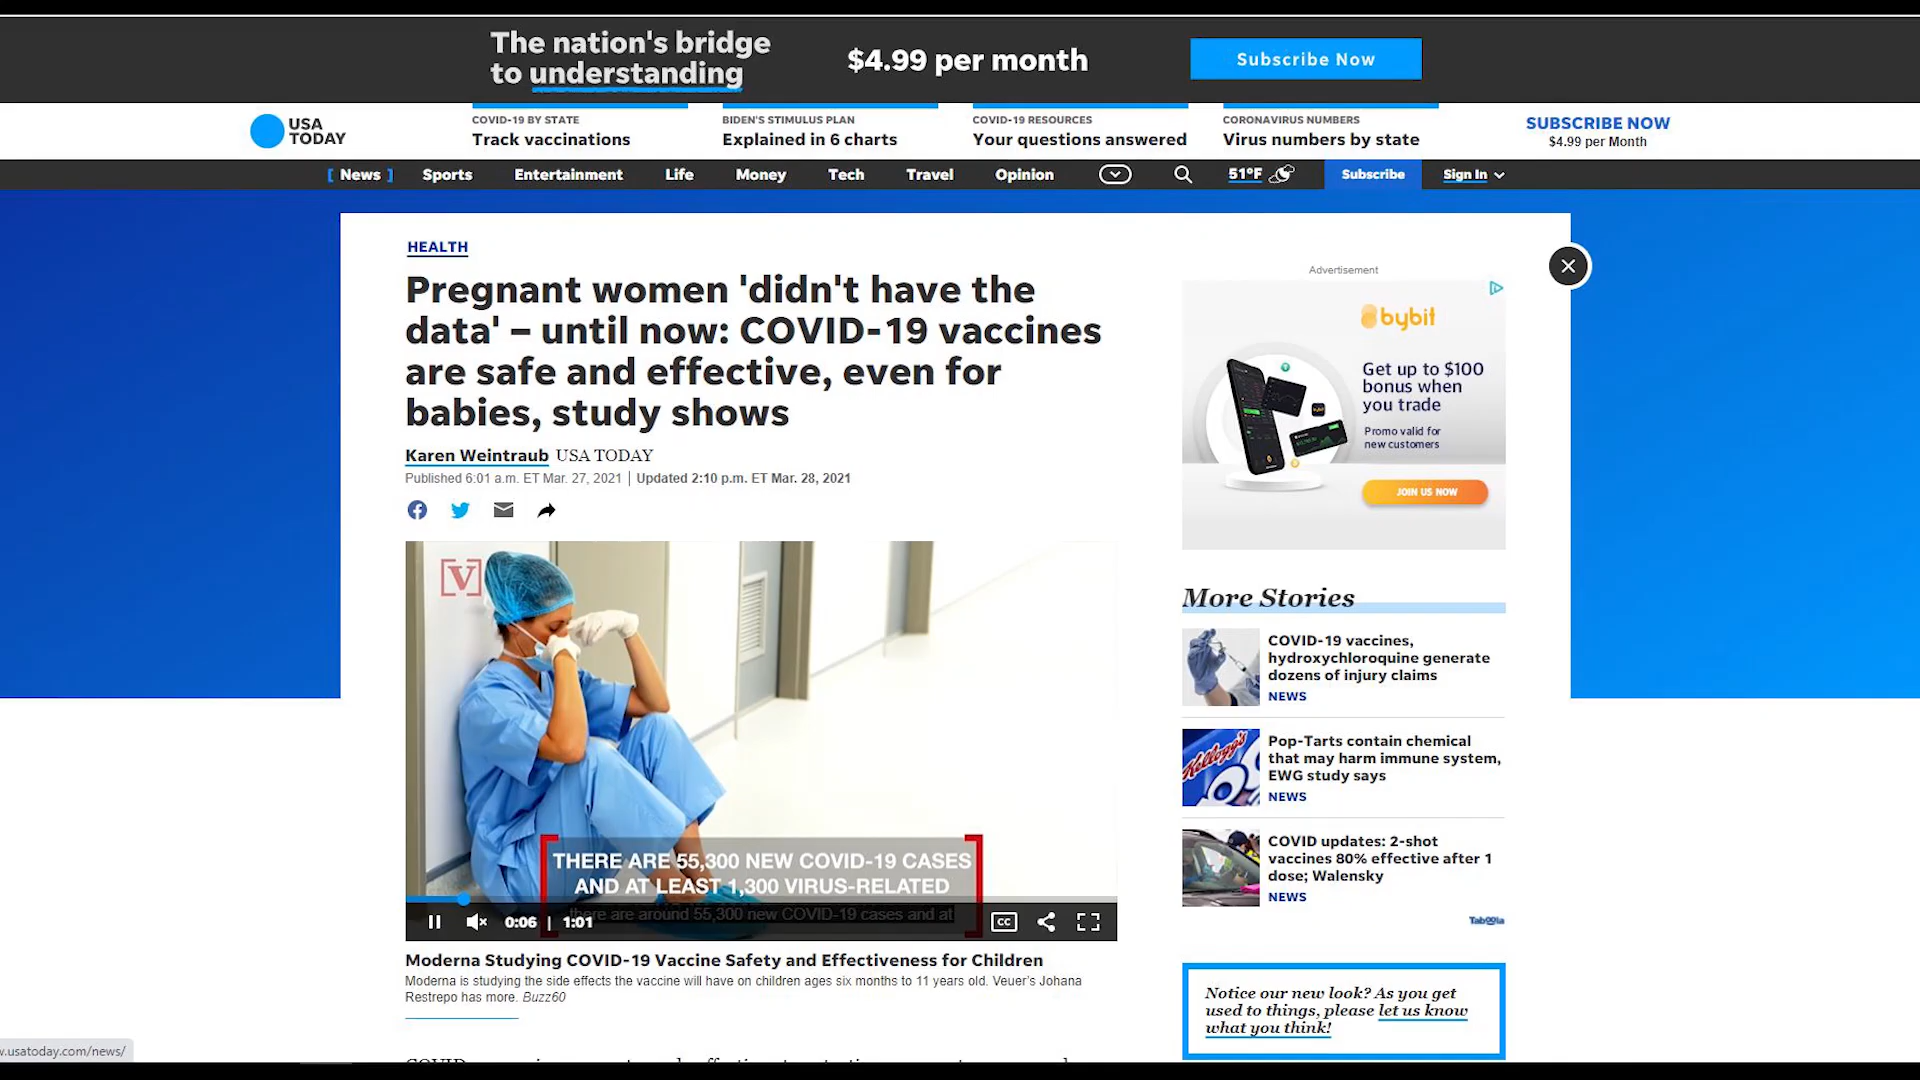 The nation's bridge
to understanding
$4.99 per month
Subscribe Now
USA
TODAY
COVID-19 BY STATE
Track vaccinations
BIDEN'S STIMULUS PLAN
Explained in 6 charts
COVID-19 RESOURCES
Your questions answered
CORONAVIRUS NUMBERS
Virus numbers by state
SUBSCRIBE NOW
$4.99 per Month
[ News ] Sports Entertainment Life Money Tech Travel Opinion 51°F Subscribe Sign In
HEALTH
Pregnant women 'didn't have the
data' – until now: COVID-19 vaccines
are safe and effective, even for
babies, study shows
Karen Weintraub USA TODAY
Published 6:01 a.m. ET Mar. 27, 2021 | Updated 2:10 p.m. ET Mar. 28, 2021
[V]
THERE ARE 55,300 NEW COVID-19 CASES
AND AT LEAST 1,300 VIRUS-RELATED
there are around 55,300 new COVID-19 cases and at
0:06 | 1:01
CC
Moderna Studying COVID-19 Vaccine Safety and Effectiveness for Children
Moderna is studying the side effects the vaccine will have on children ages six months to 11 years old. Veuer's Johana
Restrepo has more. Buzz60
Advertisement
bybit
Get up to $100
bonus when
you trade
Promo valid for
new customers
JOIN US NOW
More Stories
COVID-19 vaccines,
hydroxychloroquine generate
dozens of injury claims
NEWS
Kellogg's
Pop-Tarts contain chemical
that may harm immune system,
EWG study says
NEWS
COVID updates: 2-shot
vaccines 80% effective after 1
dose; Walensky
NEWS
Taboola
Notice our new look? As you get
used to things, please let us know
what you think!
w.usatoday.com/news/